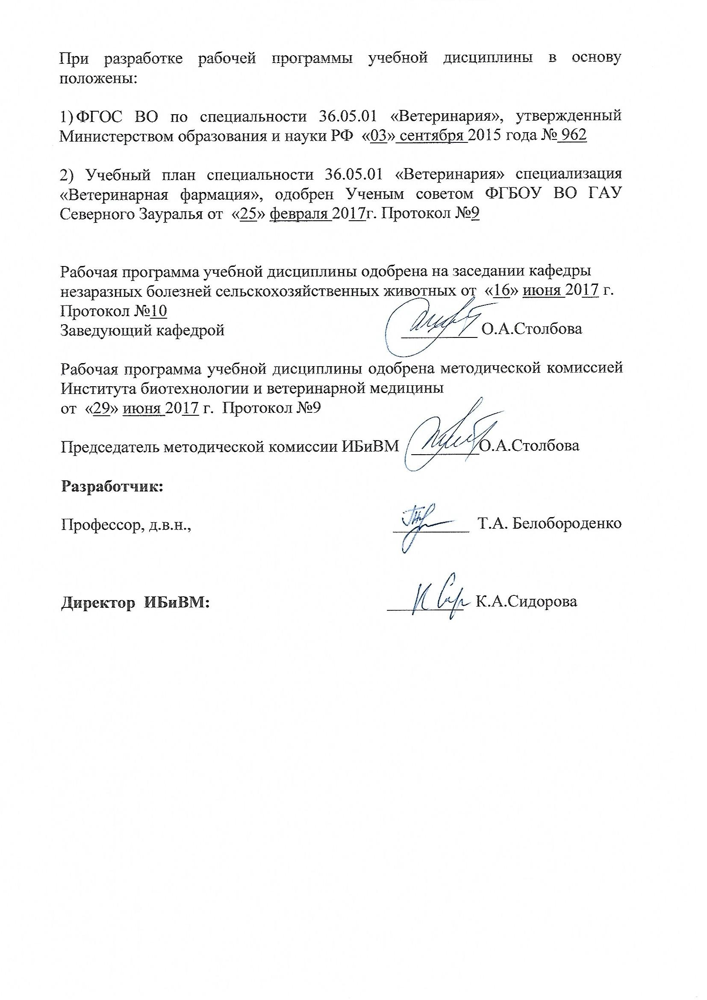 При разработке рабочей программы учебной дисциплины в основу
положены:
1) ФГОС ВО по специальности 36.05.01 «Ветеринария», утвержденный
Министерством образования и науки РФ «03» сентября 2015 года № 962
2) Учебный план специальности 36.05.01 «Ветеринария» специализация
«Ветеринарная фармация», одобрен Ученым советом ФГБОУ ВО ГАУ
Северного Зауралья от «25» февраля 2017г. Протокол №9
Рабочая программа учебной дисциплины одобрена на заседании кафедры
незаразных болезней сельскохозяйственных животных от «16» июня 2017 г.
Протокол №10
Заведующий кафедрой О.А.Столбова
Рабочая программа учебной дисциплины одобрена методической комиссией
Института биотехнологии и ветеринарной медицины
от «29» июня 2017 г. Протокол №9
Председатель методической комиссии ИБиВМ О.А.Столбова
Разработчик:
Профессор, д.в.н., Т.А. Белобороденко
Директор ИБиВМ: К.А.Сидорова